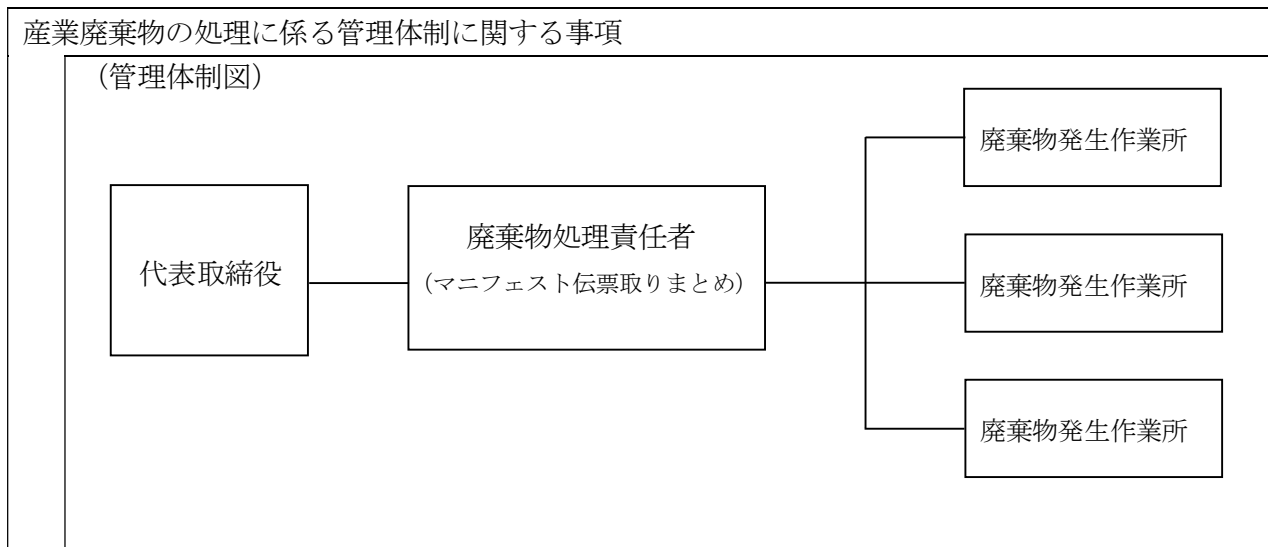 産業廃棄物の処理に係る管理体制に関する事項
（管理体制図）
代表取締役
廃棄物処理責任者
（マニフェスト伝票取りまとめ）
廃棄物発生作業所
廃棄物発生作業所
廃棄物発生作業所